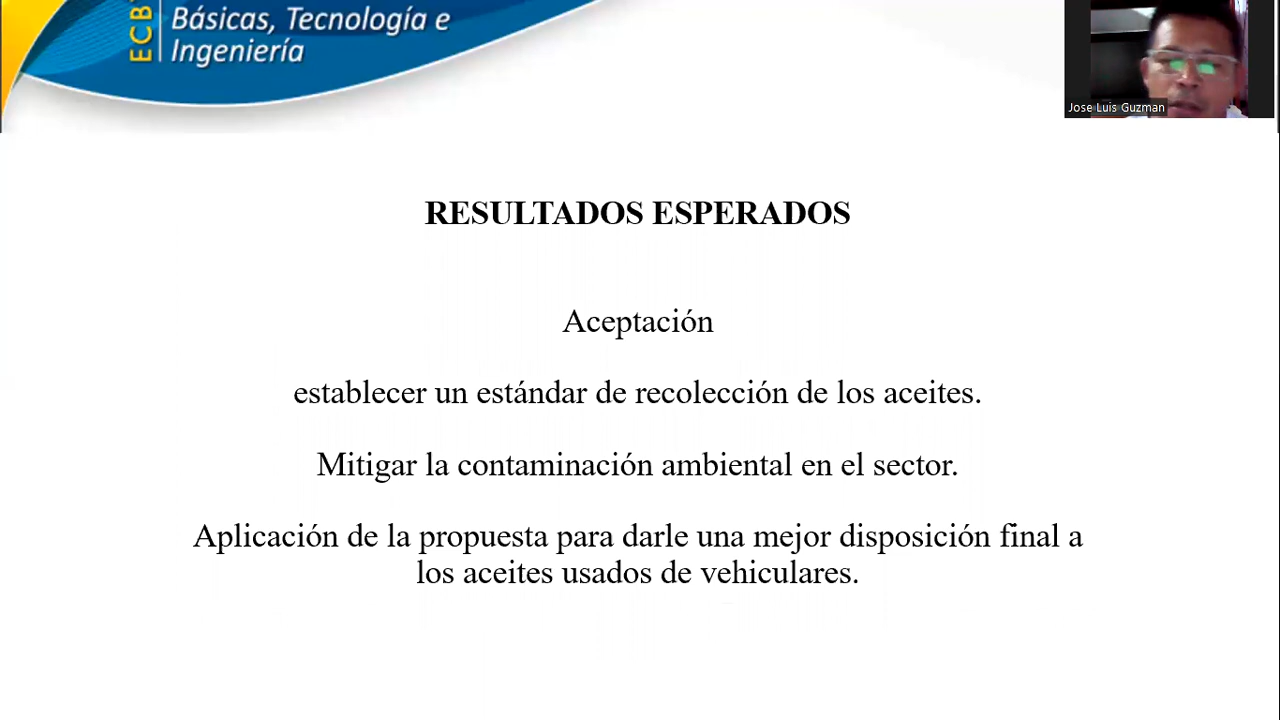 Básicas, Tecnología e
Ingeniería
Jose Luis Guzman
RESULTADOS ESPERADOS
Aceptación
establecer un estándar de recolección de los aceites.
Mitigar la contaminación ambiental en el sector.
Aplicación de la propuesta para darle una mejor disposición final a
los aceites usados de vehiculares.